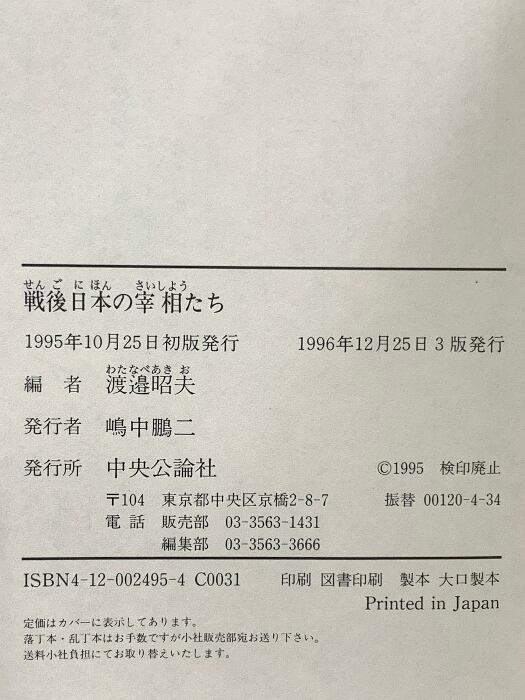 せんごにほん さいしよう
戦後日本の宰相たち
1995年10月25日初版発行 1996年12月25日3版発行
わたなべあきお
編者 渡邉昭夫
発行者 嶋中鵬二
発行所 中央公論社 ©1995 検印廃止
〒104 東京都中央区京橋2-8-7 振替 00120-4-34
電話 販売部 03-3563-1431
編集部 03-3563-3666
ISBN4-12-002495-4 C0031 印刷 図書印刷 製本 大口製本
Printed in Japan
定価はカバーに表示してあります。
落丁本・乱丁本はお手数ですが小社販売部宛お送り下さい。
送料小社負担にてお取り替えいたします。